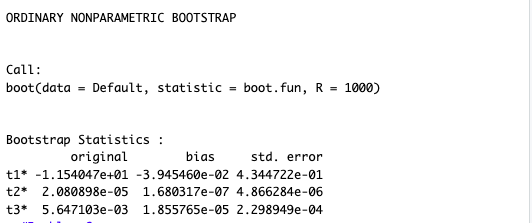 ORDINARY NONPARAMETRIC BOOTSTRAP
Call:
boot(data = Default, statistic = boot.fun, R = 1000)
Bootstrap Statistics :
original bias std. error
t1* -1.154047e+01 -3.945460e-02 4.344722e-01
t2* 2.080898e-05 1.680317e-07 4.866284e-06
t3* 5.647103e-03 1.855765e-05 2.298949e-04